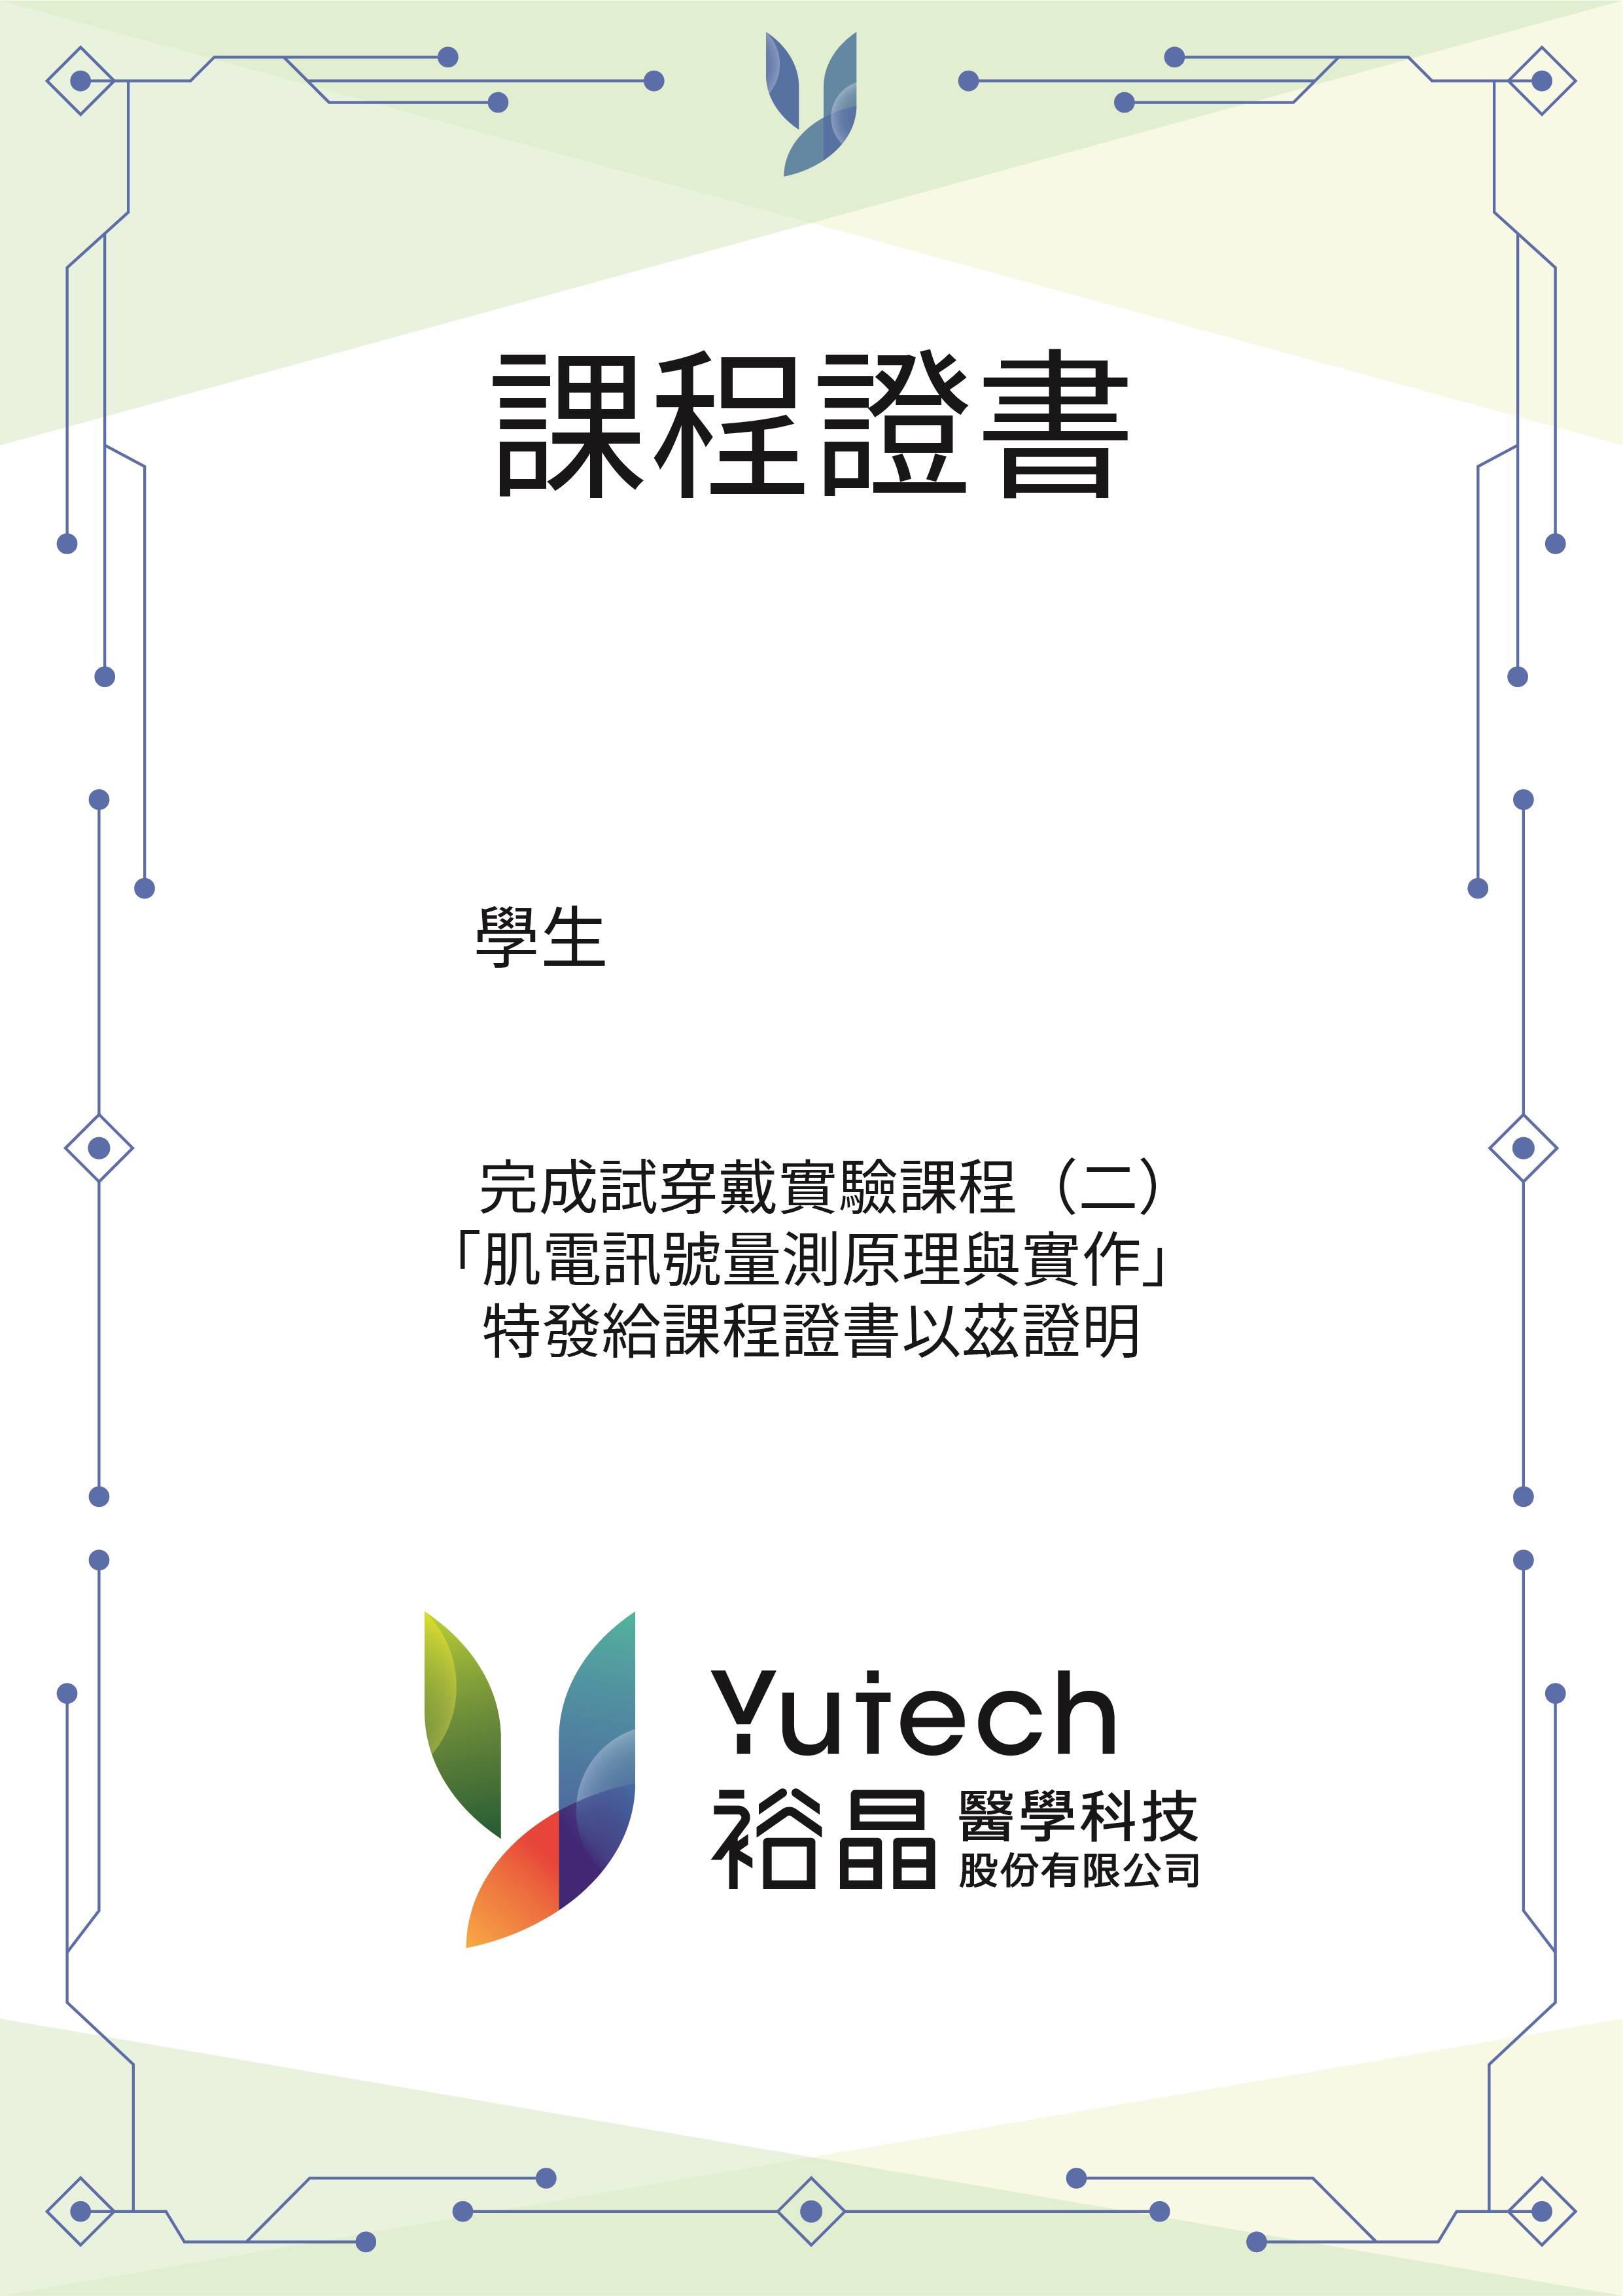 課程證書
學生
完成試穿戴實驗課程（二）
「肌電訊號量測原理與實作」
特發給課程證書以茲證明
Yutech
裕晶 醫學科技
股份有限公司